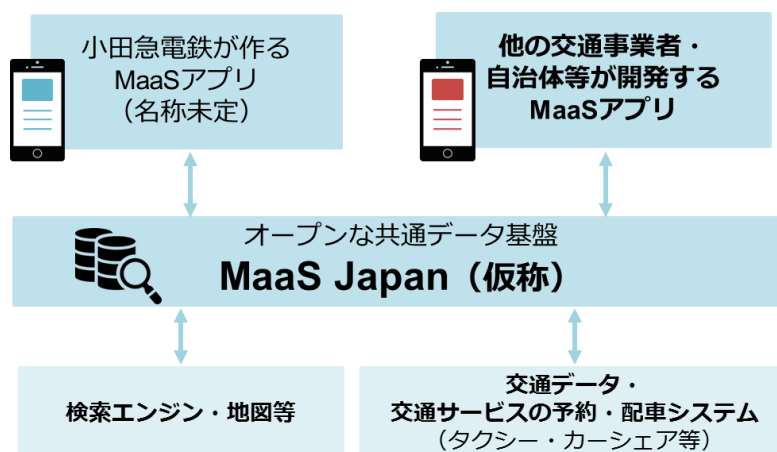 小田急電鉄が作る
MaaSアプリ
（名称未定）
他の交通事業者・
自治体等が開発する
MaaSアプリ
オープンな共通データ基盤
MaaS Japan（仮称）
検索エンジン・地図等
交通データ・
交通サービスの予約・配車システム
（タクシー・カーシェア等）